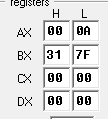 registers
H L
AX 00 0A
BX 31 7F
CX 00 00
DX 00 00